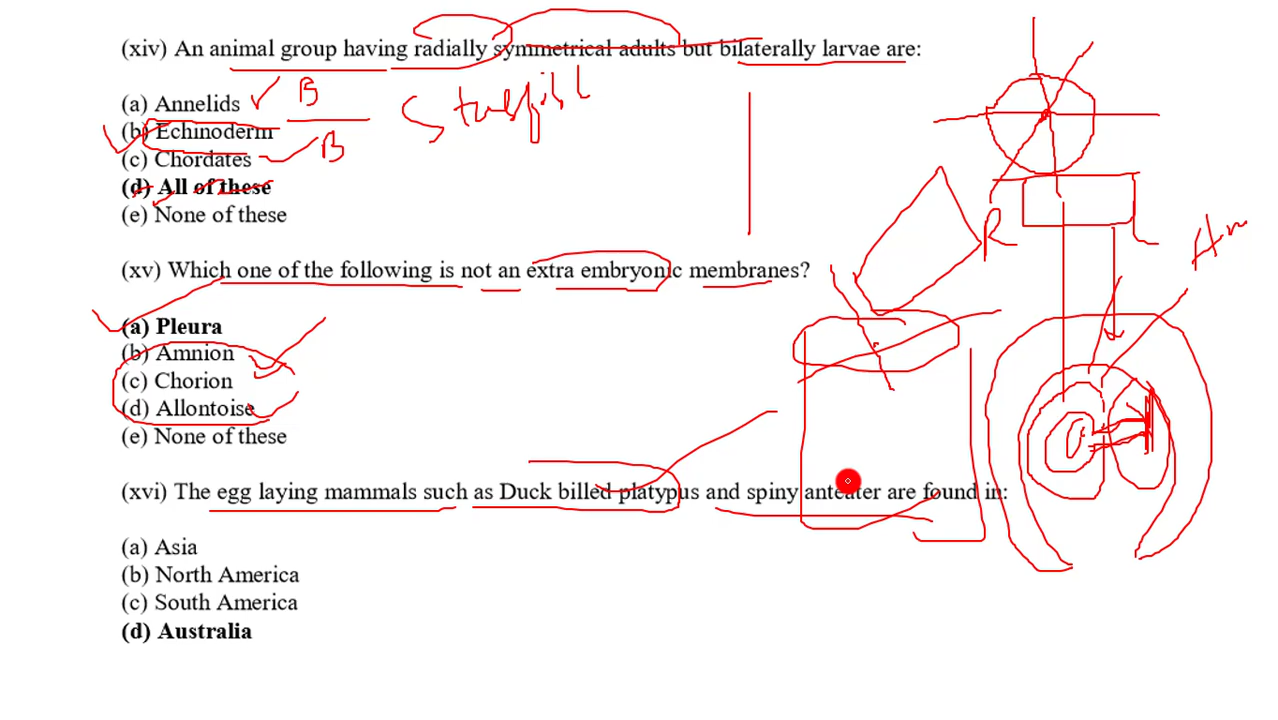 (xiv) An animal group having radially symmetrical adults but bilaterally larvae are:
(a) Annelids B
(b) Echinoderm
(c) Chordates B
(d) All of these
(e) None of these
(xv) Which one of the following is not an extra embryonic membranes?
R
(a) Pleura
(b) Amnion
(c) Chorion
(d) Allontoise
(e) None of these
(xvi) The egg laying mammals such as Duck billed platypus and spiny anteater are found in:
(a) Asia
(b) North America
(c) South America
(d) Australia